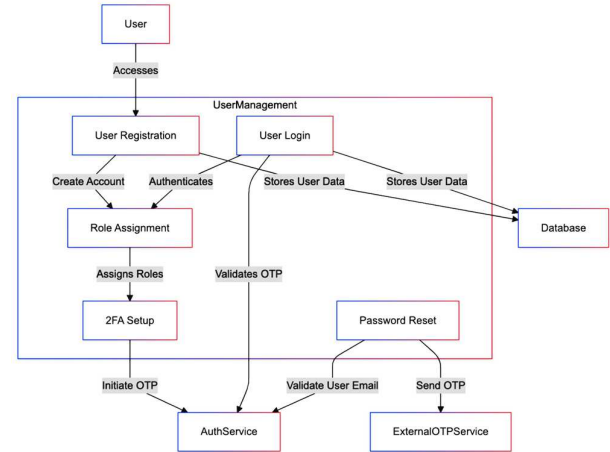 User
Accesses
UserManagement
User Registration
User Login
Create Account
Authenticates
Stores User Data
Stores User Data
Role Assignment
Database
Assigns Roles
Validates OTP
2FA Setup
Password Reset
Initiate OTP
Validate User Email
Send OTP
AuthService
ExternalOTPService